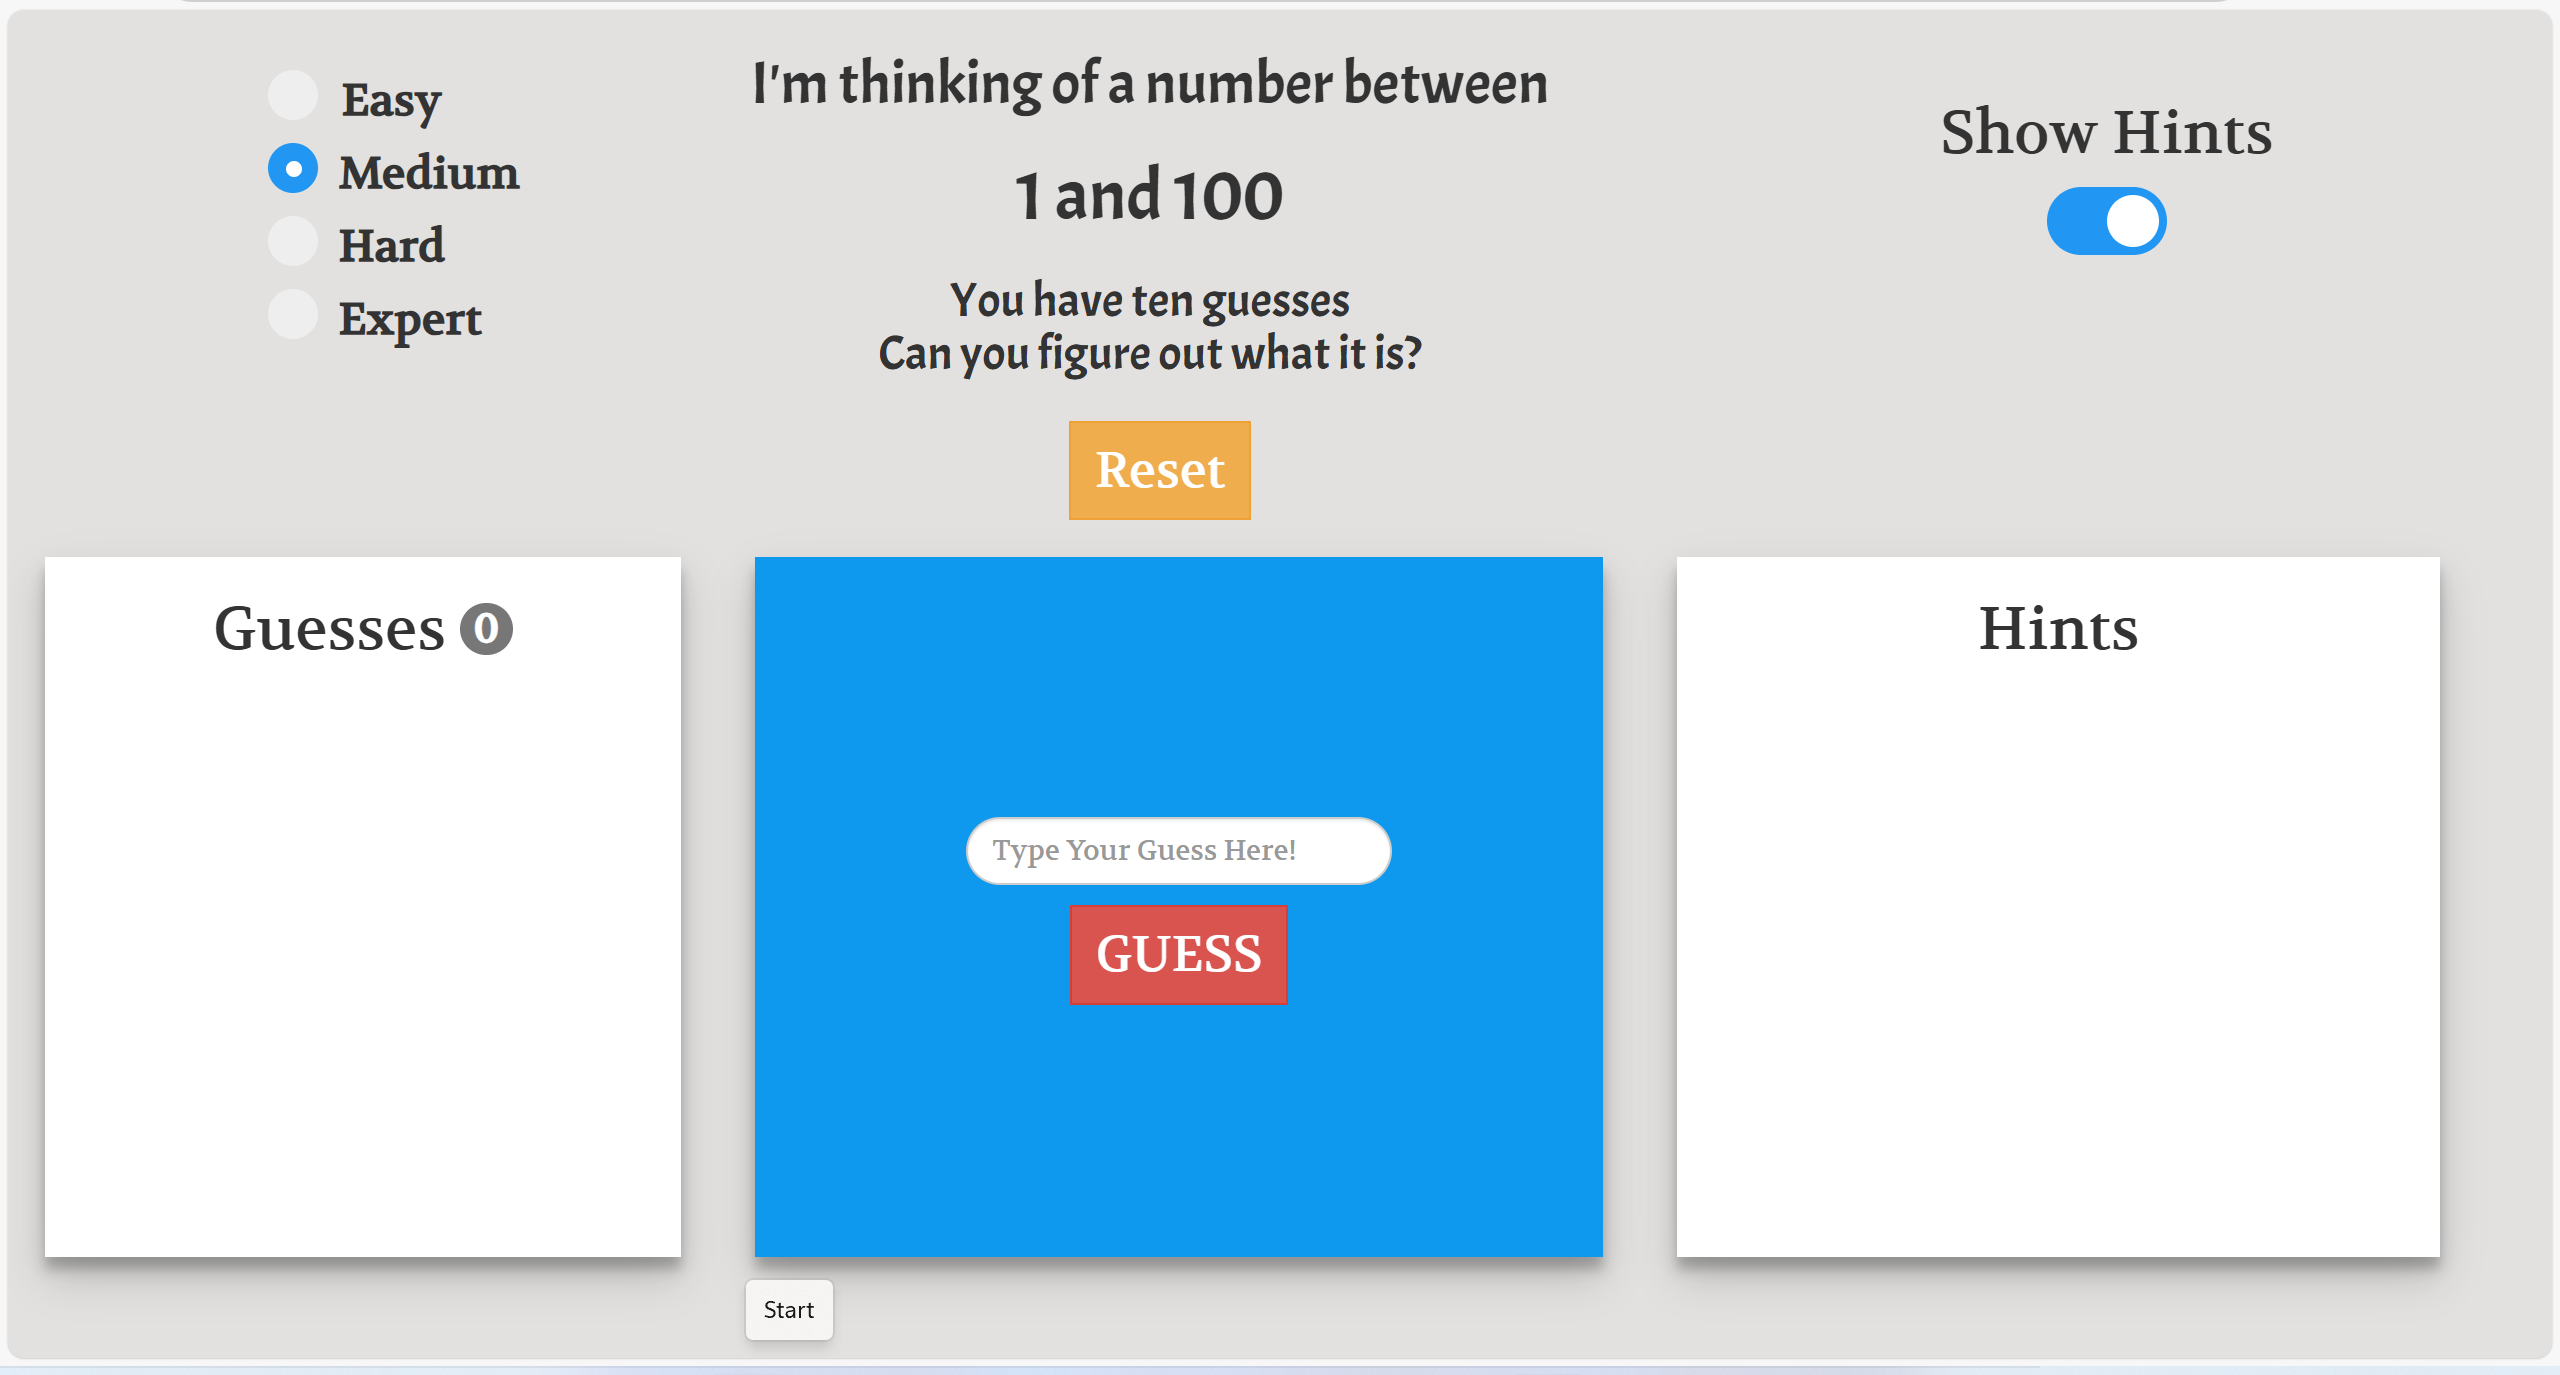 Easy
Medium
Hard
Expert
I'm thinking of a number between
1 and 100
You have ten guesses
Can you figure out what it is?
Reset
Show Hints
Guesses 0
Type Your Guess Here!
GUESS
Hints
Start